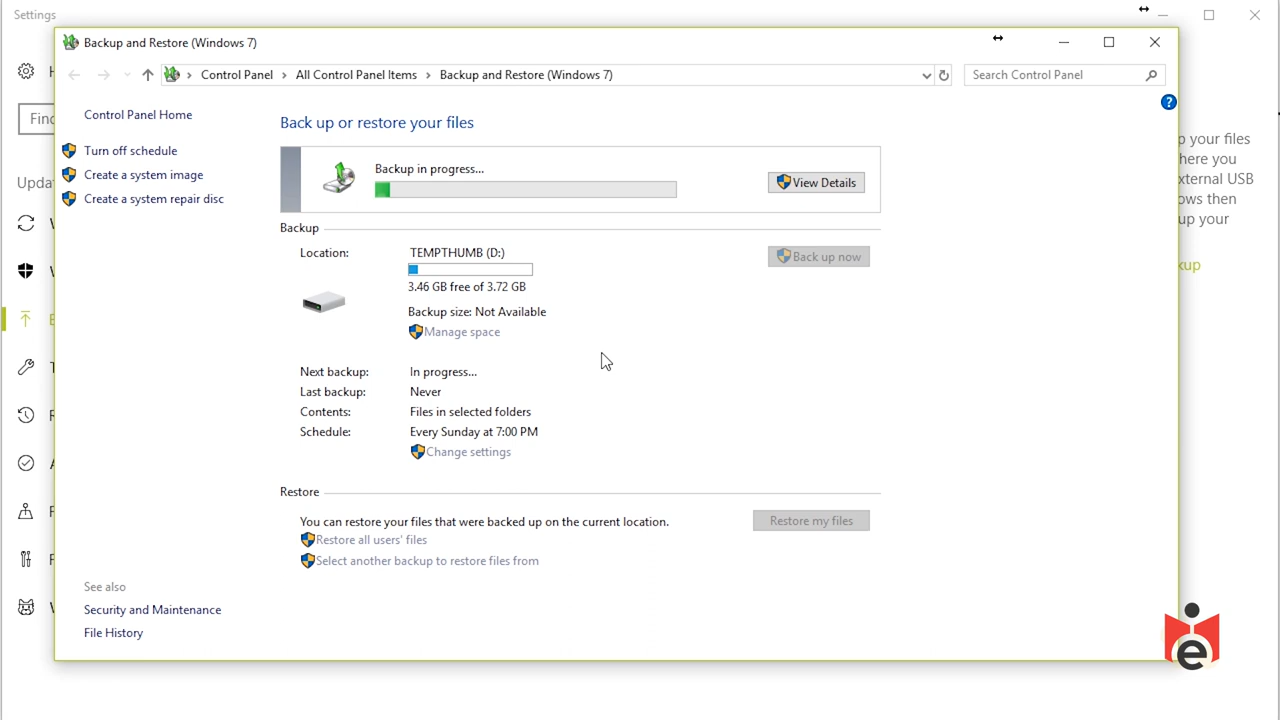 Settings
Backup and Restore (Windows 7)
Control Panel > All Control Panel Items > Backup and Restore (Windows 7)
Search Control Panel
Control Panel Home
Turn off schedule
Create a system image
Create a system repair disc
Back up or restore your files
Backup in progress...
View Details
Backup
Location:
TEMPTHUMB (D:)
Back up now
3.46 GB free of 3.72 GB
Backup size: Not Available
Manage space
Next backup: In progress...
Last backup: Never
Contents: Files in selected folders
Schedule: Every Sunday at 7:00 PM
Change settings
Restore
You can restore your files that were backed up on the current location.
Restore my files
Restore all users' files
Select another backup to restore files from
See also
Security and Maintenance
File History
Find
Upda
p your files
here you
xternal USB
ows then
up your
kup
e